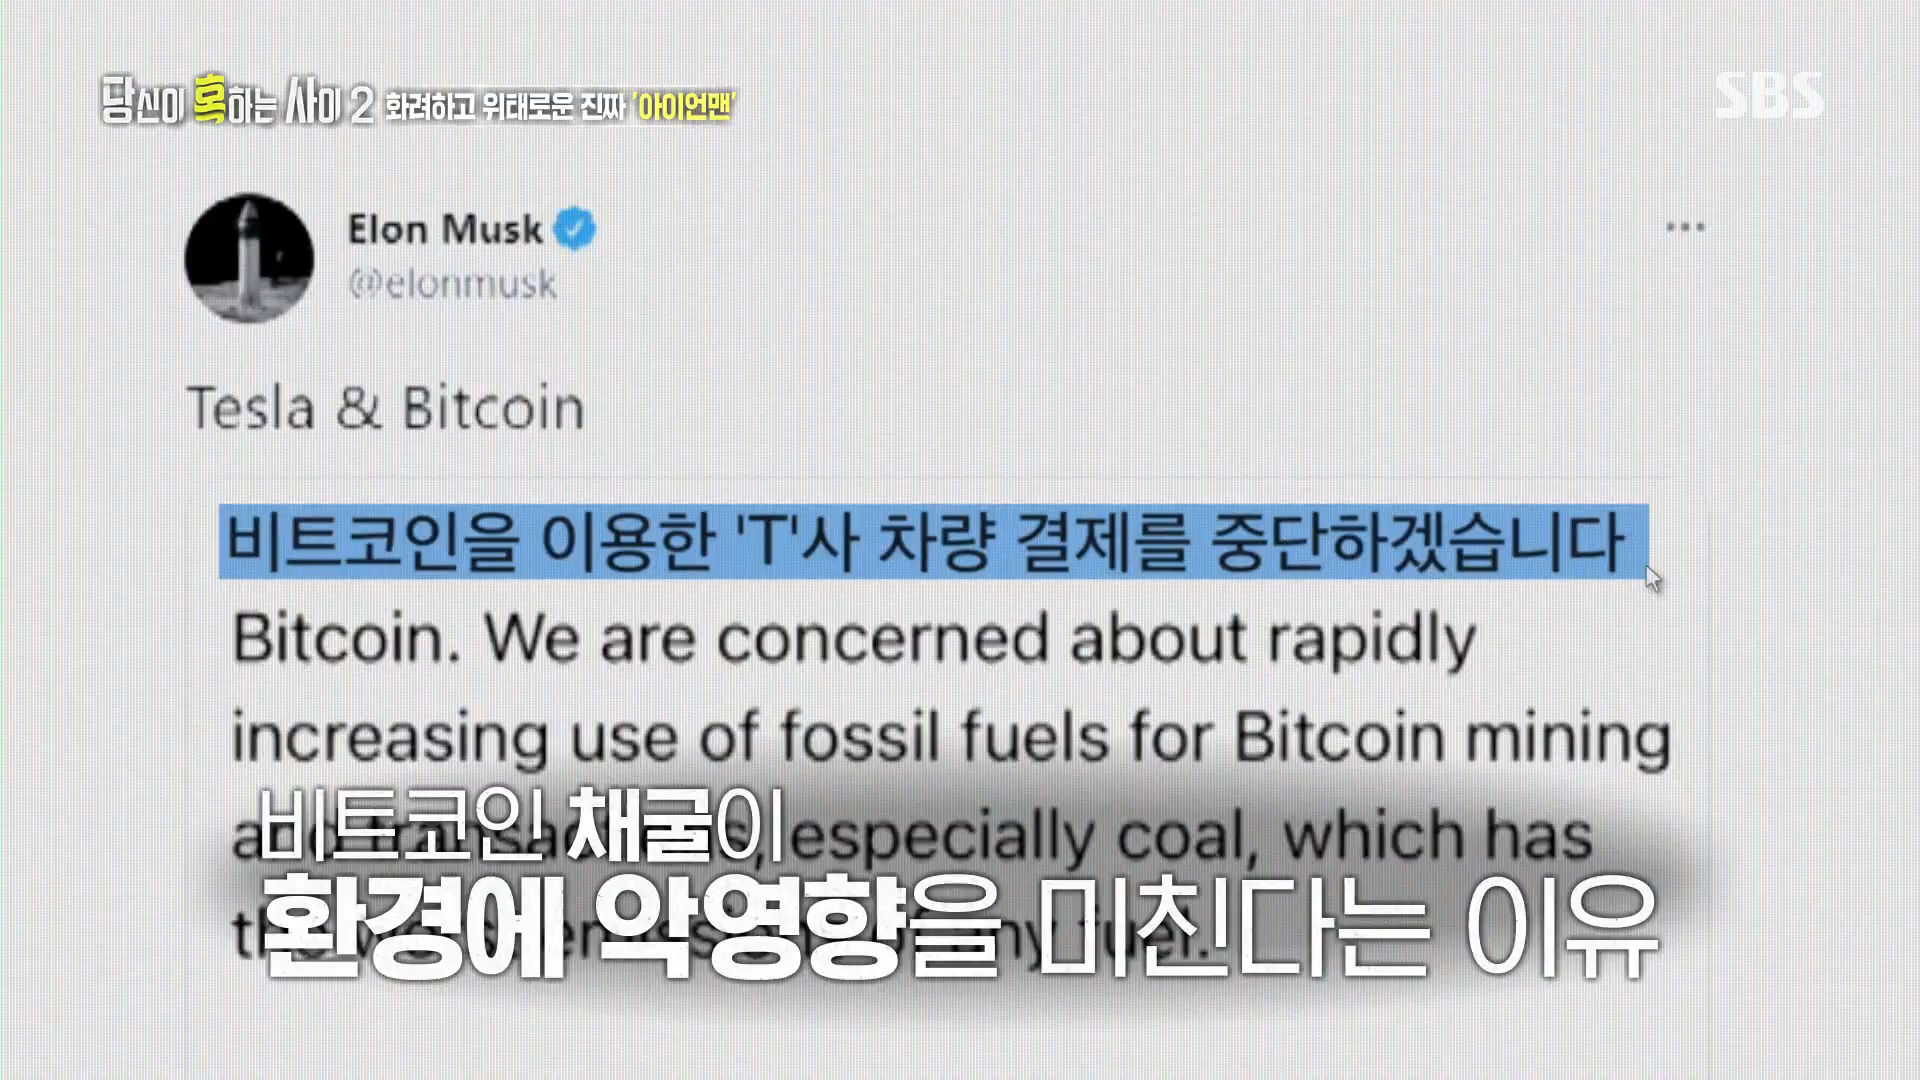 당신이 혹하는 사이 2 화려하고 위태로운 진짜 '아이언맨'
SBS
Elon Musk
@elonmusk
Tesla & Bitcoin
비트코인을 이용한 'T'사 차량 결제를 중단하겠습니다
Bitcoin. We are concerned about rapidly
increasing use of fossil fuels for Bitcoin mining
especially coal, which has
fuel.
비트코인 채굴이
환경에 악영향을 미친다는 이유